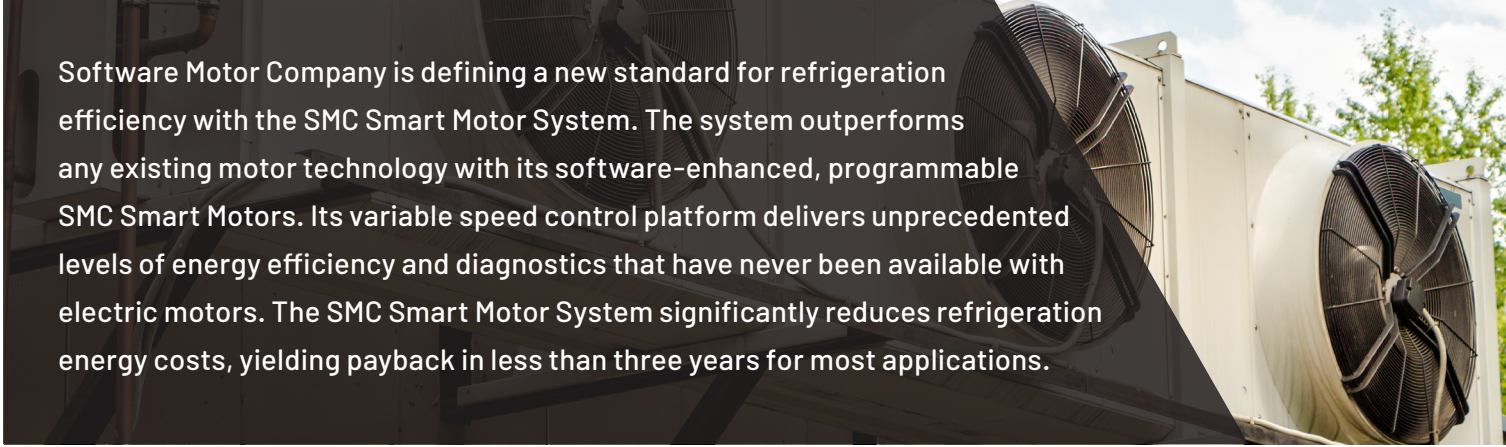 Software Motor Company is defining a new standard for refrigeration
efficiency with the SMC Smart Motor System. The system outperforms
any existing motor technology with its software-enhanced, programmable
SMC Smart Motors. Its variable speed control platform delivers unprecedented
levels of energy efficiency and diagnostics that have never been available with
electric motors. The SMC Smart Motor System significantly reduces refrigeration
energy costs, yielding payback in less than three years for most applications.